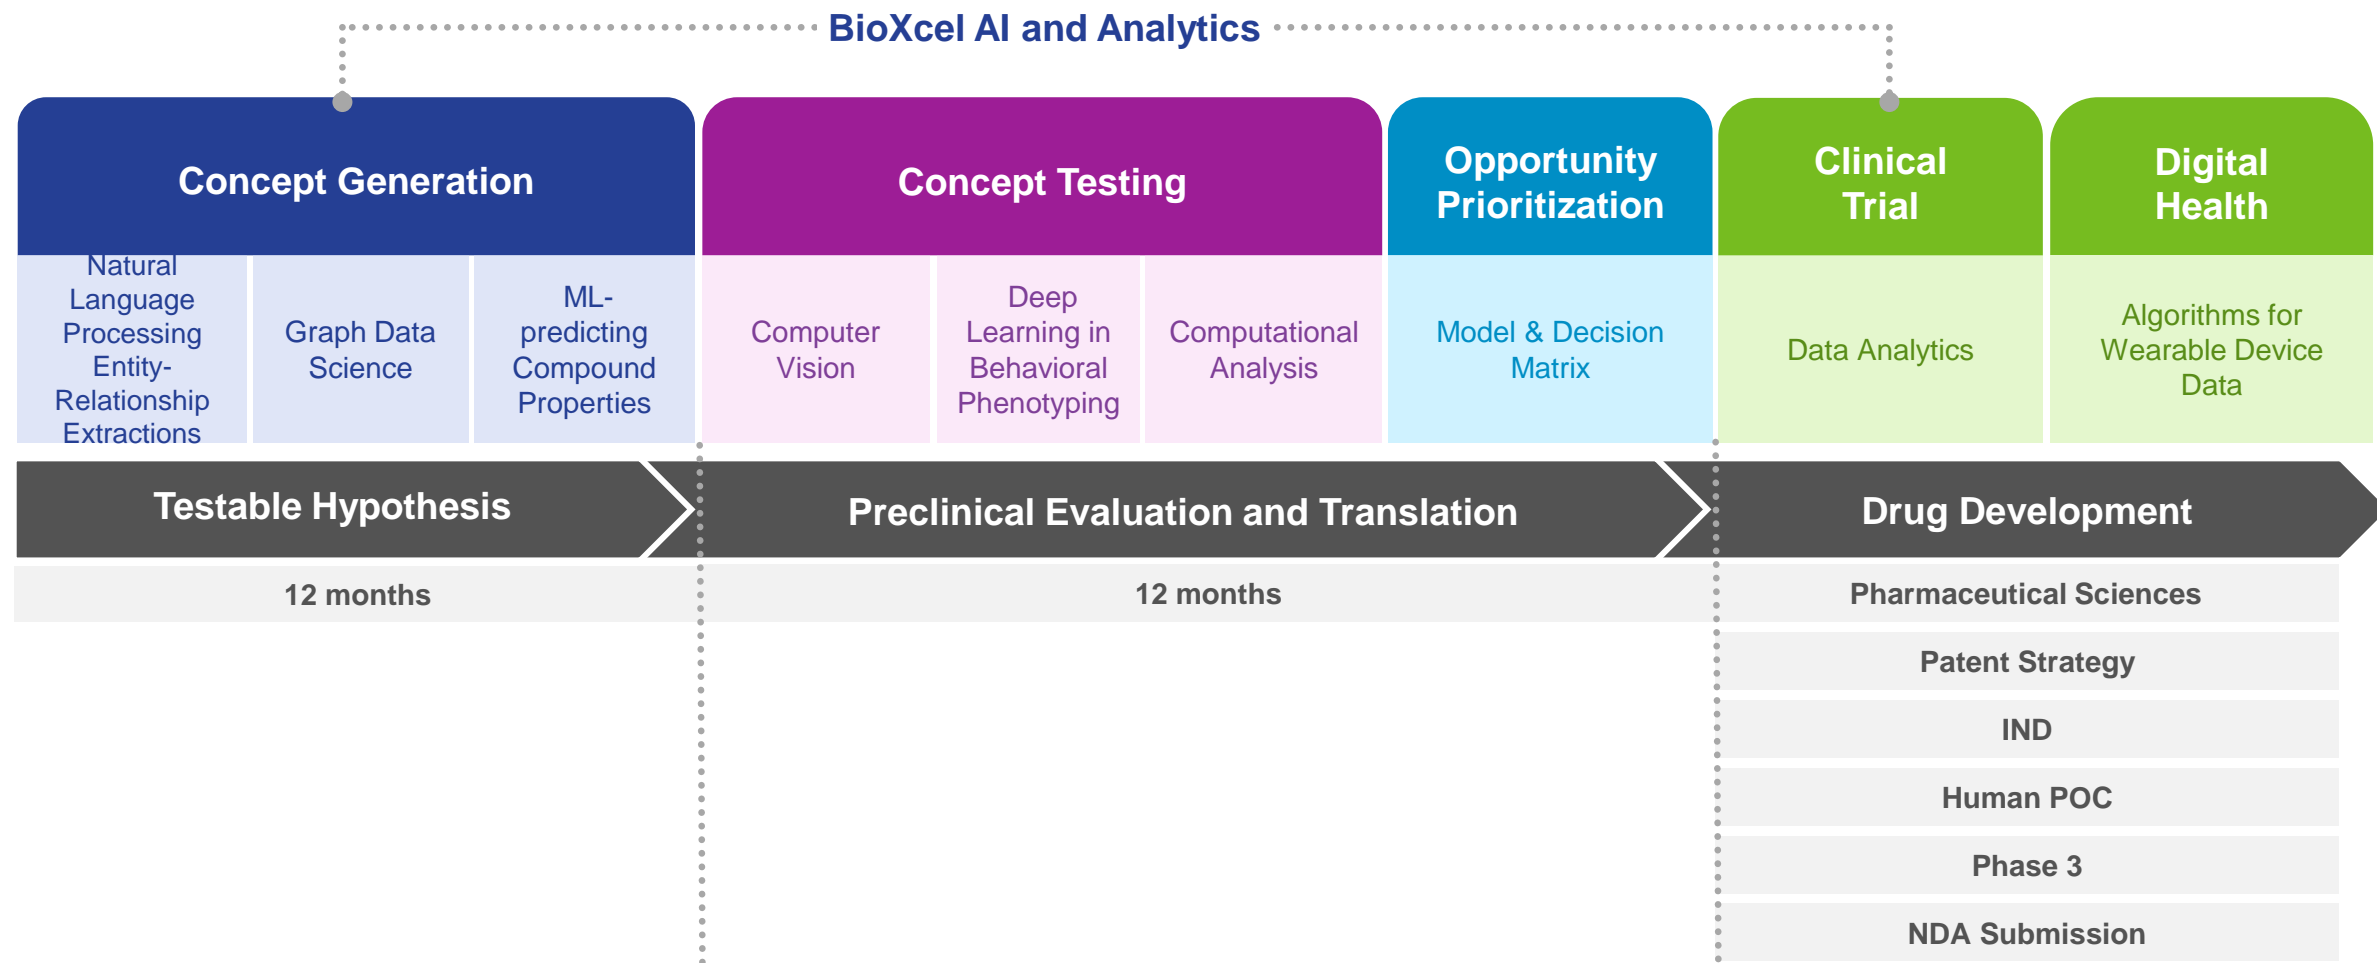 BioXcel AI and Analytics
Concept Generation
Concept Testing
Opportunity
Prioritization
Clinical
Trial
Digital
Health
Natural
Language
Processing
Entity-
Relationship
Extractions
Graph Data
Science
ML-
predicting
Compound
Properties
Computer
Vision
Deep
Learning in
Behavioral
Phenotyping
Computational
Analysis
Model & Decision
Matrix
Data Analytics
Algorithms for
Wearable Device
Data
Testable Hypothesis
Preclinical Evaluation and Translation
Drug Development
12 months
12 months
Pharmaceutical Sciences
Patent Strategy
IND
Human POC
Phase 3
NDA Submission